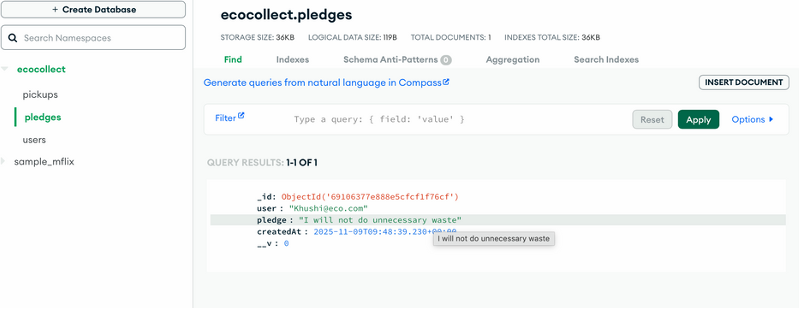 + Create Database
Search Namespaces
ecocollect
pickups
pledges
users
sample_mflix
ecocollect.pledges
STORAGE SIZE: 36KB LOGICAL DATA SIZE: 119B TOTAL DOCUMENTS: 1 INDEXES TOTAL SIZE: 36KB
Find Indexes Schema Anti-Patterns 0 Aggregation Search Indexes
Generate queries from natural language in Compass
INSERT DOCUMENT
Filter Type a query: { field: 'value' } Reset Apply Options
QUERY RESULTS: 1-1 OF 1
_id: ObjectId('69106377e888e5cfcf1f76cf')
user: "Khushi@eco.com"
pledge: "I will not do unnecessary waste"
createdAt: 2025-11-09T09:48:39.230+00:00
I will not do unnecessary waste
__v: 0